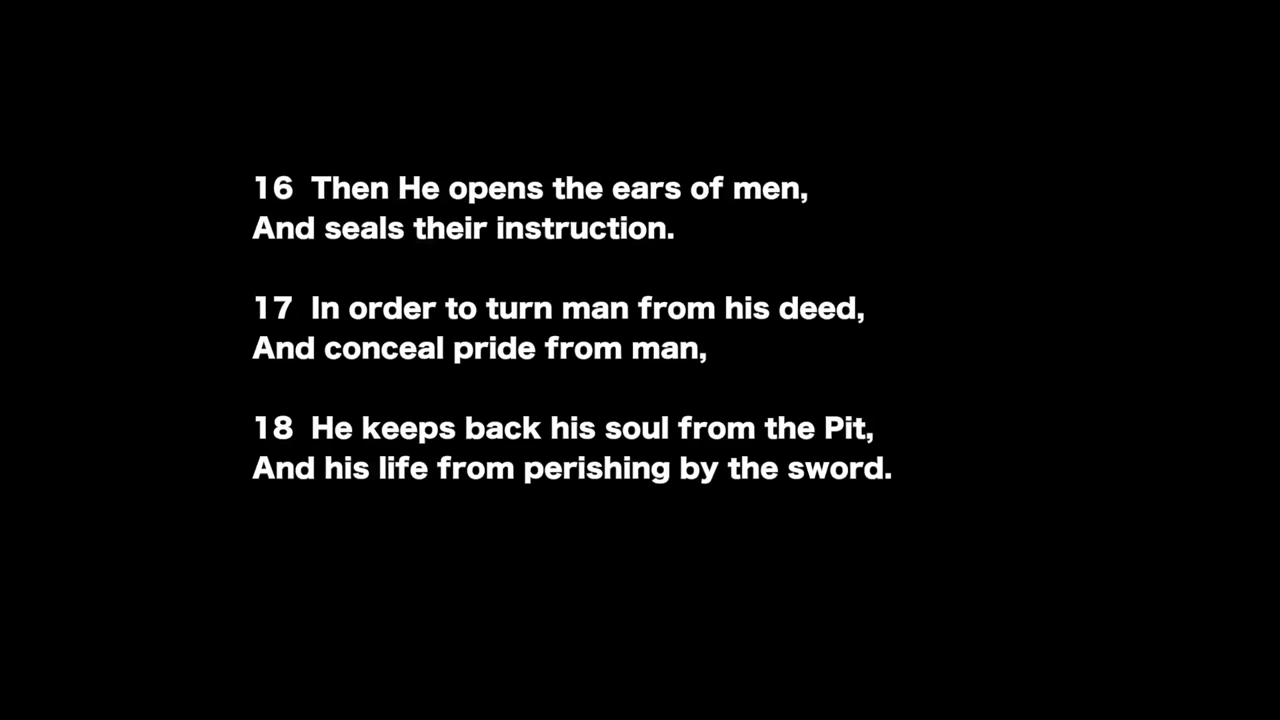 16 Then He opens the ears of men,
And seals their instruction.
17 In order to turn man from his deed,
And conceal pride from man,
18 He keeps back his soul from the Pit,
And his life from perishing by the sword.